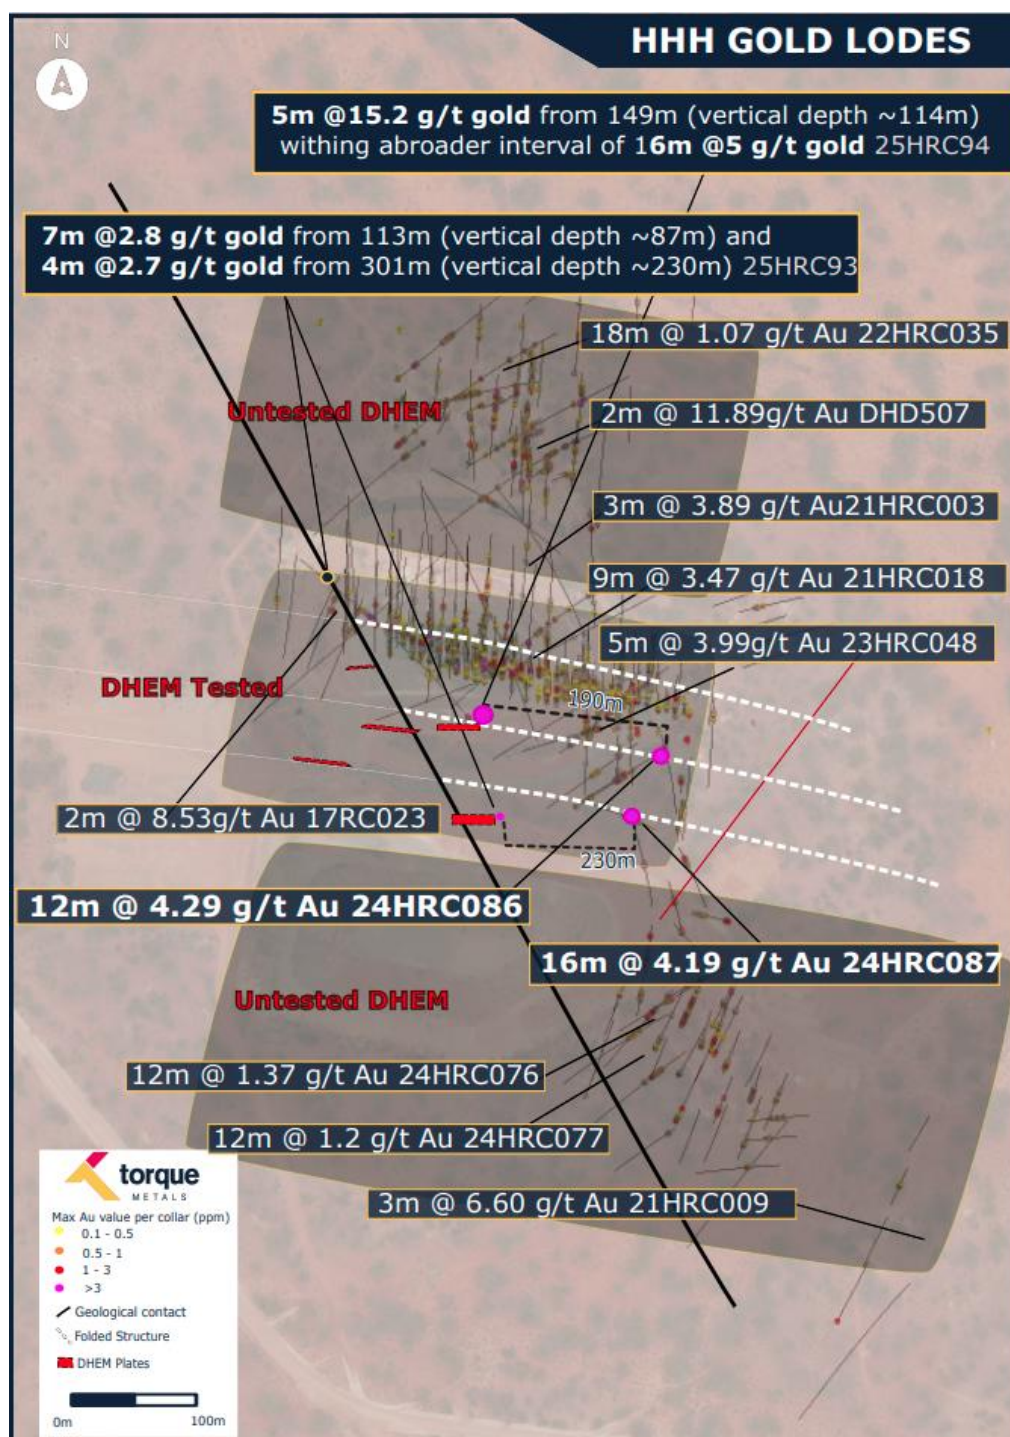 HHH GOLD LODES
N
5m @15.2 g/t gold from 149m (vertical depth ~114m)
withing abroader interval of 16m @5 g/t gold 25HRC94
7m @2.8 g/t gold from 113m (vertical depth ~87m) and
4m @2.7 g/t gold from 301m (vertical depth ~230m) 25HRC93
18m @ 1.07 g/t Au 22HRC035
Untested DHEM
2m @ 11.89g/t Au DHD507
3m @ 3.89 g/t Au21HRC003
9m @ 3.47 g/t Au 21HRC018
5m @ 3.99g/t Au 23HRC048
DHEM Tested
190m
2m @ 8.53g/t Au 17RC023
230m
12m @ 4.29 g/t Au 24HRC086
16m @ 4.19 g/t Au 24HRC087
Untested DHEM
12m @ 1.37 g/t Au 24HRC076
12m @ 1.2 g/t Au 24HRC077
3m @ 6.60 g/t Au 21HRC009
torque
METALS
Max Au value per collar (ppm)
0.1 - 0.5
0.5 - 1
1 - 3
>3
Geological contact
Folded Structure
DHEM Plates
0m 100m